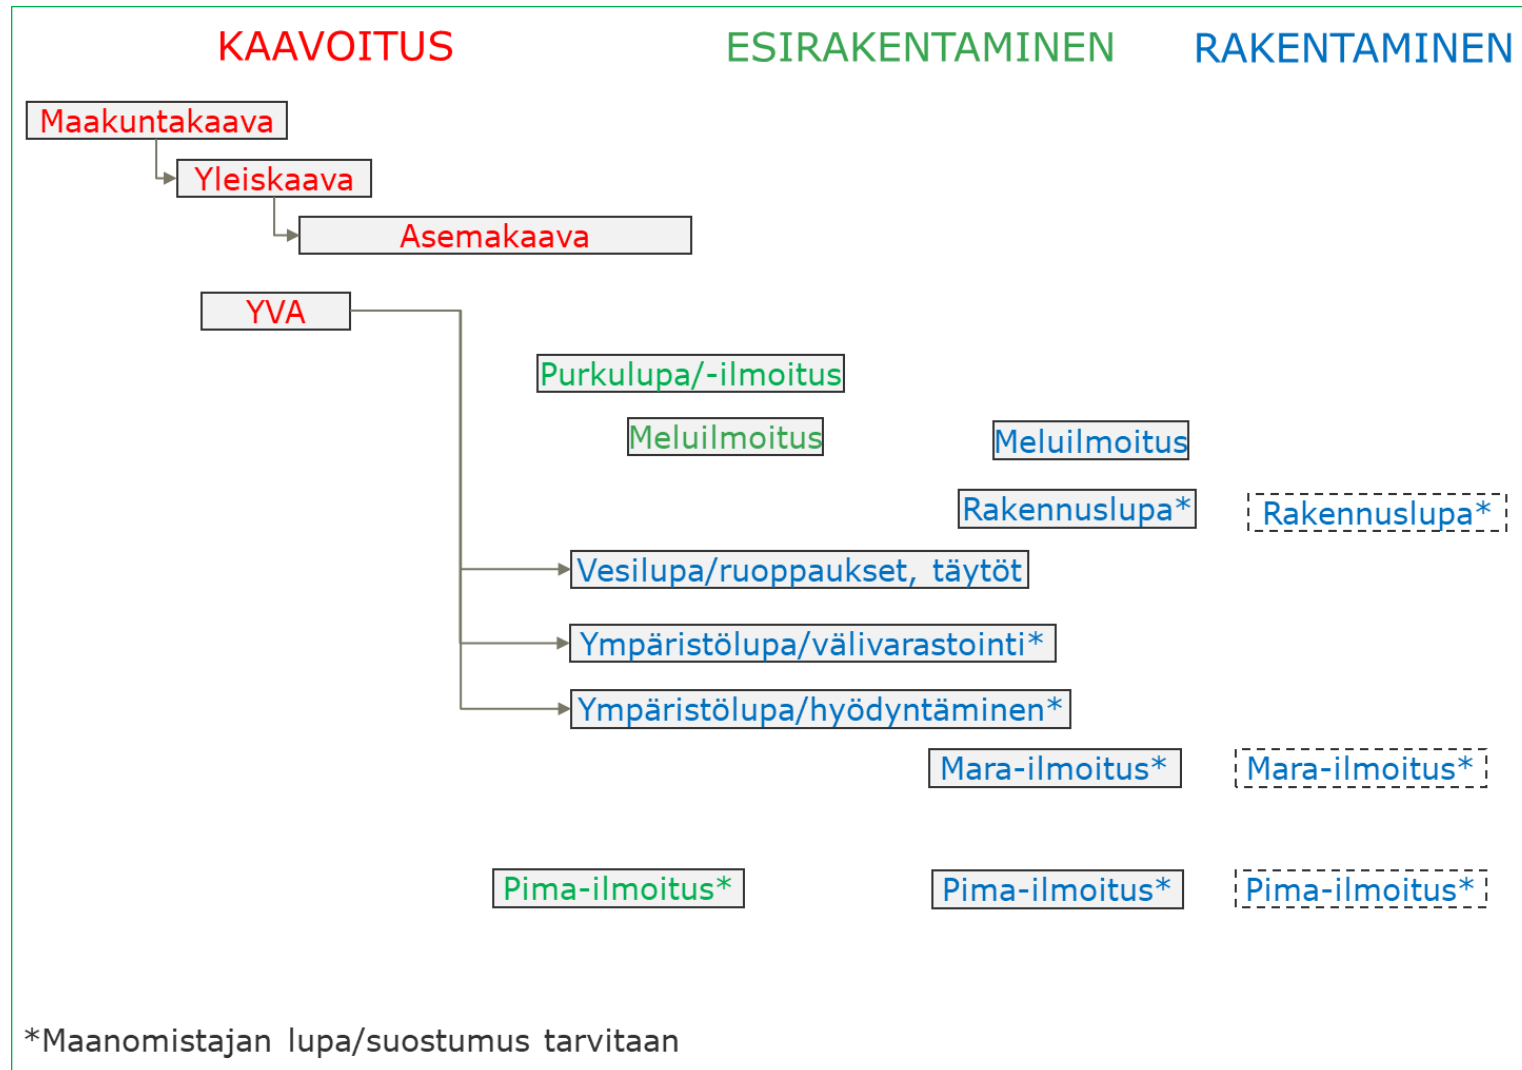 KAAVOITUS
ESIRAKENTAMINEN
RAKENTAMINEN
Maakuntakaava
Yleiskaava
Asemakaava
YVA
Purkulupa/-ilmoitus
Meluilmoitus
Meluilmoitus
Rakennuslupa*
Rakennuslupa*
Vesilupa/ruoppaukset, täytöt
Ympäristölupa/välivarastointi*
Ympäristölupa/hyödyntäminen*
Mara-ilmoitus*
Mara-ilmoitus*
Pima-ilmoitus*
Pima-ilmoitus*
Pima-ilmoitus*
*Maanomistajan lupa/suostumus tarvitaan